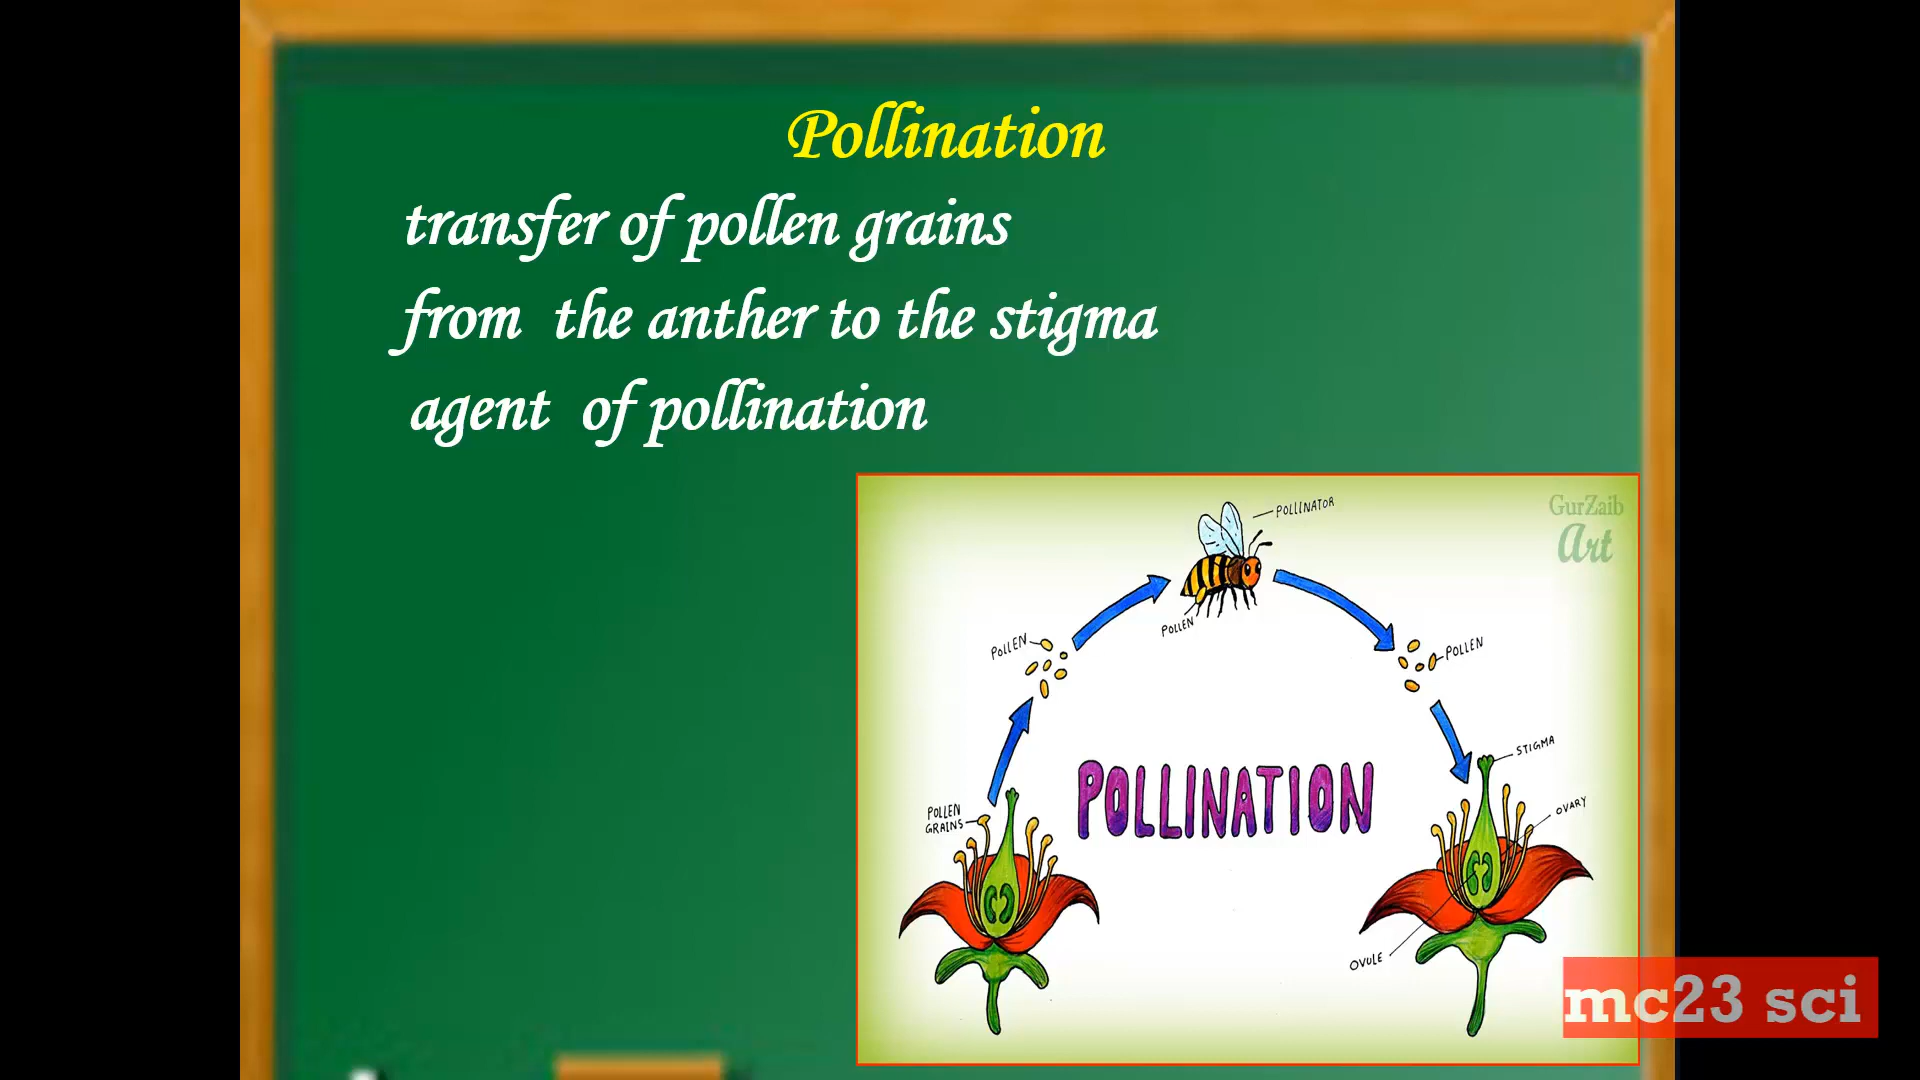 Pollination
transfer of pollen grains
from the anther to the stigma
agent of pollination
GurZaib
Art
POLLINATOR
POLLEN
POLLEN
POLLEN
STIGMA
POLLINATION
OVARY
POLLEN
GRAINS
OVULE
mc23 sci